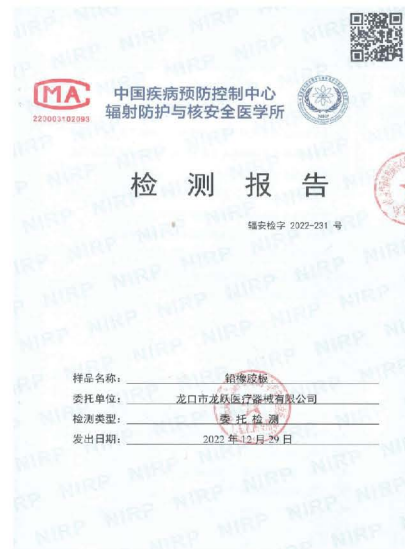 MA
220003102093
中国疾病预防控制中心
辐射防护与核安全医学所
检 测 报 告
辐安检字 2022-231 号
样品名称： 铅橡胶板
委托单位： 龙口市龙跃医疗器械有限公司
检测类型： 委托检测
发出日期： 2022 年 12 月 29 日
NIRP